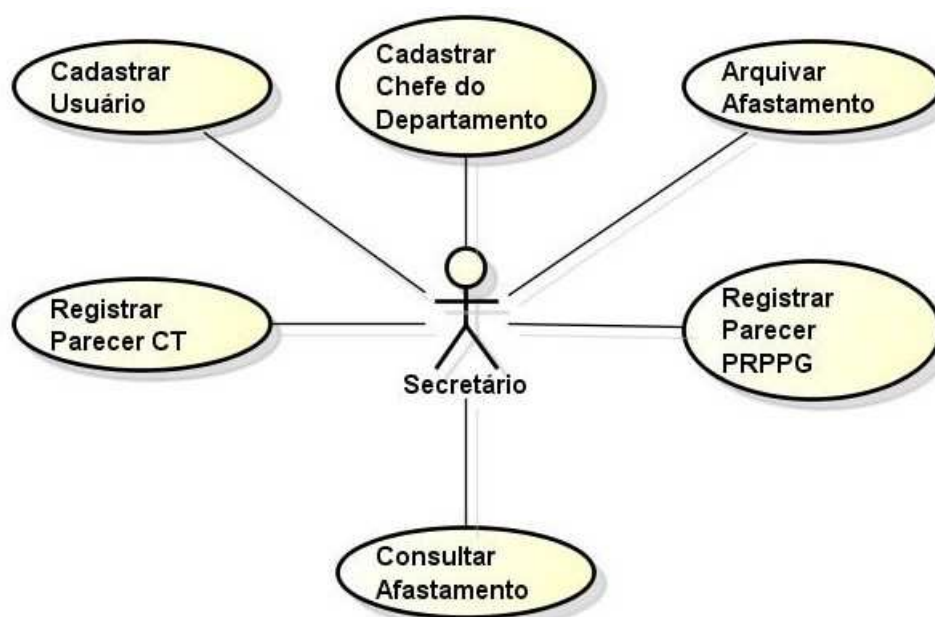 Cadastrar
Usuário
Cadastrar
Chefe do
Departamento
Arquivar
Afastamento
Registrar
Parecer CT
Secretário
Registrar
Parecer
PRPPG
Consultar
Afastamento